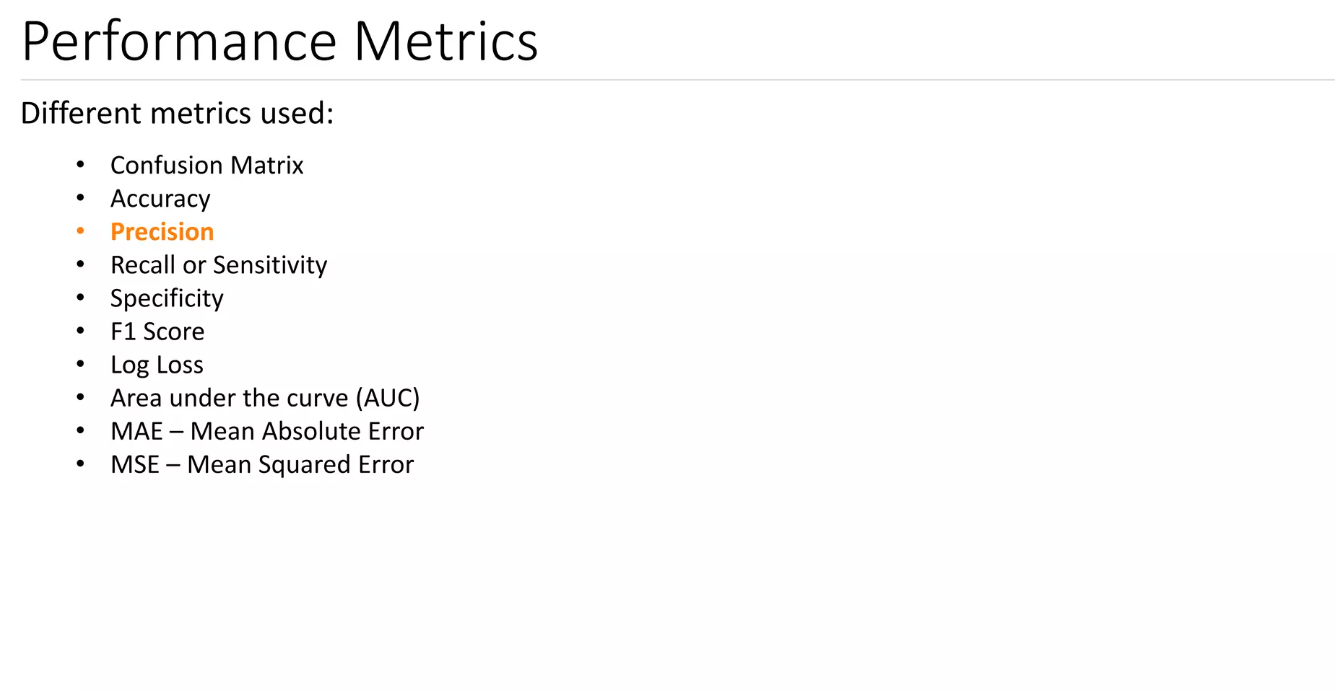 Performance Metrics
Different metrics used:
• Confusion Matrix
• Accuracy
• Precision
• Recall or Sensitivity
• Specificity
• F1 Score
• Log Loss
• Area under the curve (AUC)
• MAE – Mean Absolute Error
• MSE – Mean Squared Error